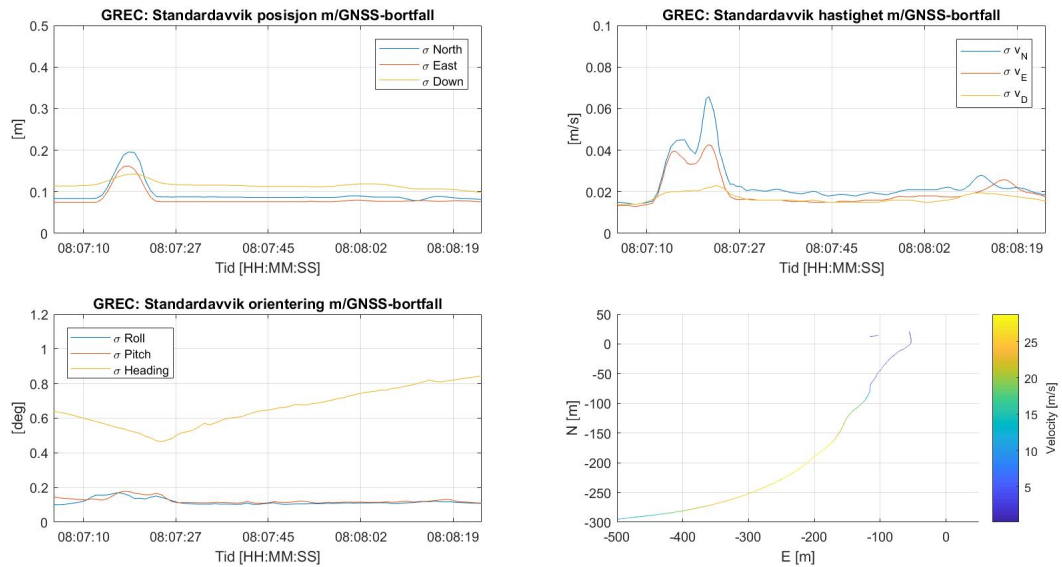 GREC: Standardavvik posisjon m/GNSS-bortfall
0.5
0.4
0.3
0.2
0.1
0
[m]
σ North
σ East
σ Down
08:07:10 08:07:27 08:07:45 08:08:02 08:08:19
Tid [HH:MM:SS]
GREC: Standardavvik hastighet m/GNSS-bortfall
0.1
0.08
0.06
0.04
0.02
0
[m/s]
σ v_N
σ v_E
σ v_D
08:07:10 08:07:27 08:07:45 08:08:02 08:08:19
Tid [HH:MM:SS]
GREC: Standardavvik orientering m/GNSS-bortfall
1.2
1
0.8
0.6
0.4
0.2
0
[deg]
σ Roll
σ Pitch
σ Heading
08:07:10 08:07:27 08:07:45 08:08:02 08:08:19
Tid [HH:MM:SS]
50
0
-50
-100
-150
-200
-250
-300
N [m]
-500 -400 -300 -200 -100 0
E [m]
25
20
15
10
5
Velocity [m/s]